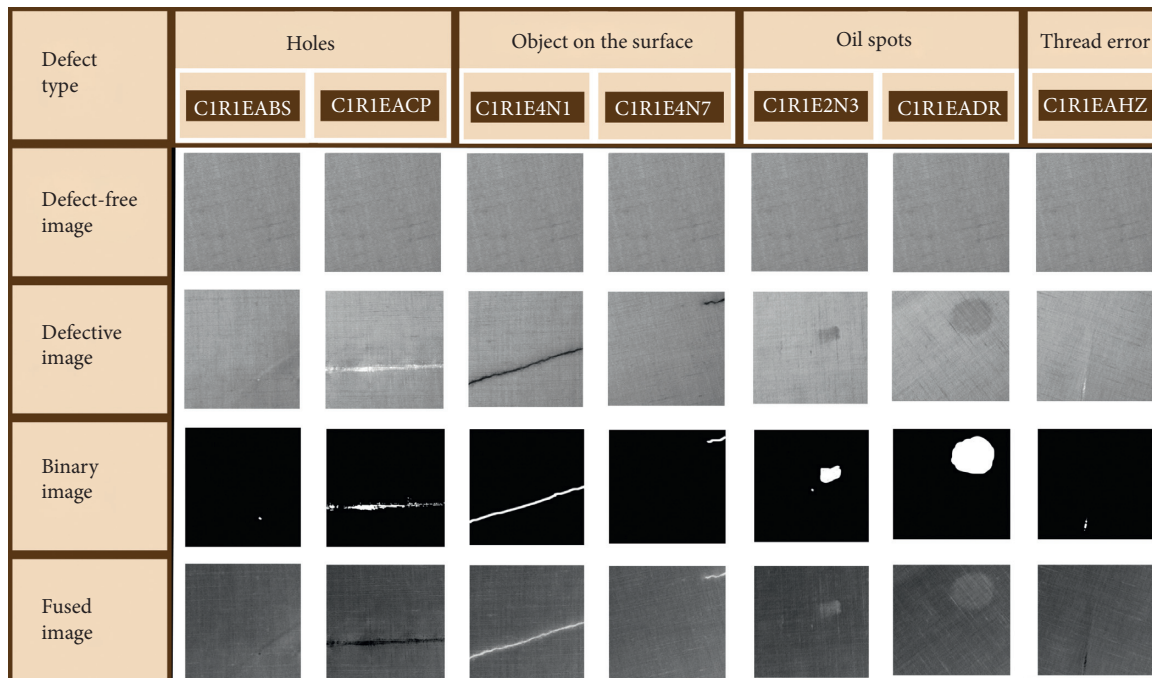 Defect
type
Holes
Object on the surface
Oil spots
Thread error
C1R1EABS
C1R1EACP
C1R1E4N1
C1R1E4N7
C1R1E2N3
C1R1EADR
C1R1EAHZ
Defect-free
image
Defective
image
Binary
image
Fused
image